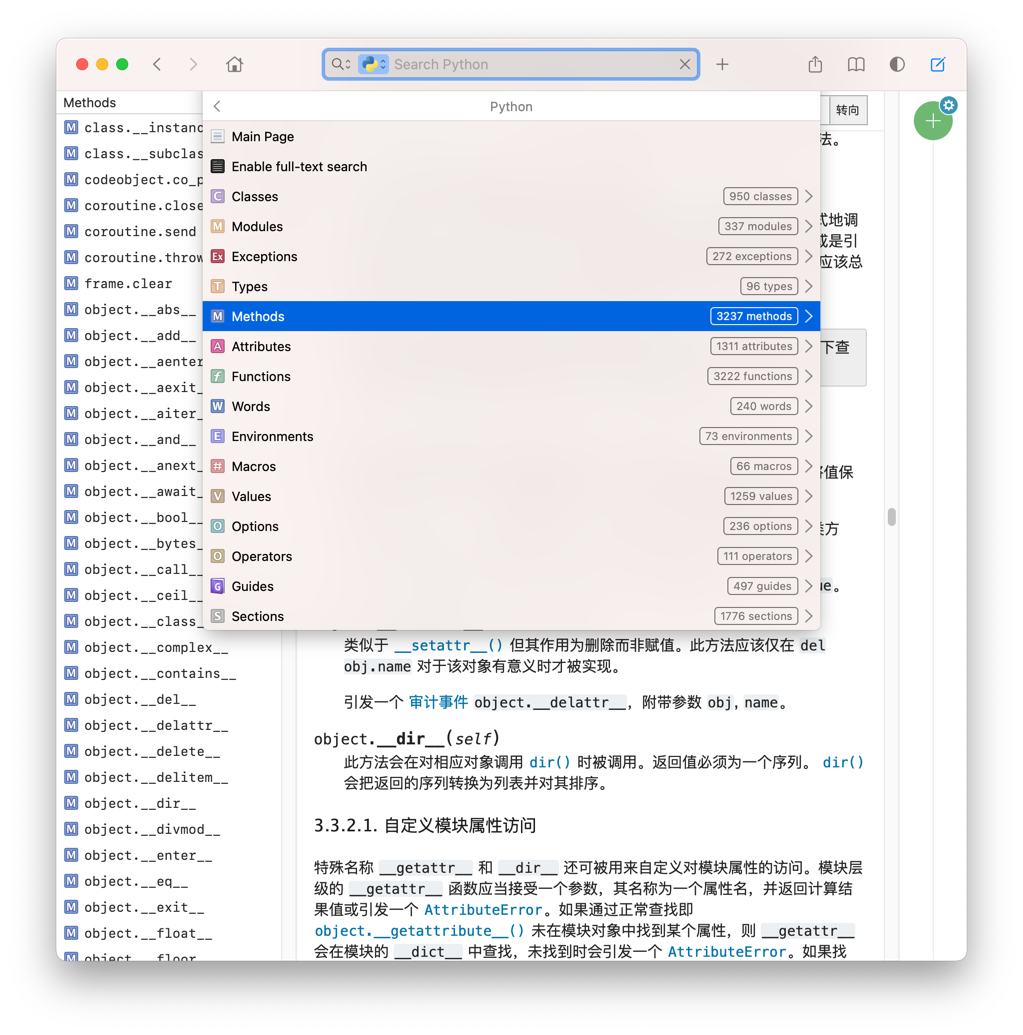 Search Python
Methods
class.__instanc
class.__subclas
codeobject.co_p
coroutine.close
coroutine.send
coroutine.throw
frame.clear
object.__abs__
object.__add__
object.__aenter
object.__aexit_
object.__aiter_
object.__and__
object.__anext_
object.__await_
object.__bool__
object.__bytes_
object.__call__
object.__ceil__
object.__class_
object.__complex__
object.__contains__
object.__del__
object.__delattr__
object.__delete__
object.__delitem__
object.__dir__
object.__divmod__
object.__enter__
object.__eq__
object.__exit__
object.__float__
object.__floor
Python
Main Page
Enable full-text search
C Classes 950 classes
M Modules 337 modules
Ex Exceptions 272 exceptions
T Types 96 types
M Methods 3237 methods
A Attributes 1311 attributes
f Functions 3222 functions
W Words 240 words
E Environments 73 environments
# Macros 66 macros
V Values 1259 values
O Options 236 options
O Operators 111 operators
G Guides 497 guides
S Sections 1776 sections
转向
法。
式地调
或是引
应该总
下查
将值保
类方
ue。
类似于 __setattr__() 但其作用为删除而非赋值。此方法应该仅在 del
obj.name 对于该对象有意义时才被实现。
引发一个 审计事件 object.__delattr__，附带参数 obj, name。
object.__dir__(self)
此方法会在对相应对象调用 dir() 时被调用。返回值必须为一个序列。 dir()
会把返回的序列转换为列表并对其排序。
3.3.2.1. 自定义模块属性访问
特殊名称 __getattr__ 和 __dir__ 还可被用来自定义对模块属性的访问。模块层
级的 __getattr__ 函数应当接受一个参数，其名称为一个属性名，并返回计算结
果值或引发一个 AttributeError。如果通过正常查找即
object.__getattribute__() 未在模块对象中找到某个属性，则 __getattr__
会在模块的 __dict__ 中查找，未找到时会引发一个 AttributeError。如果找